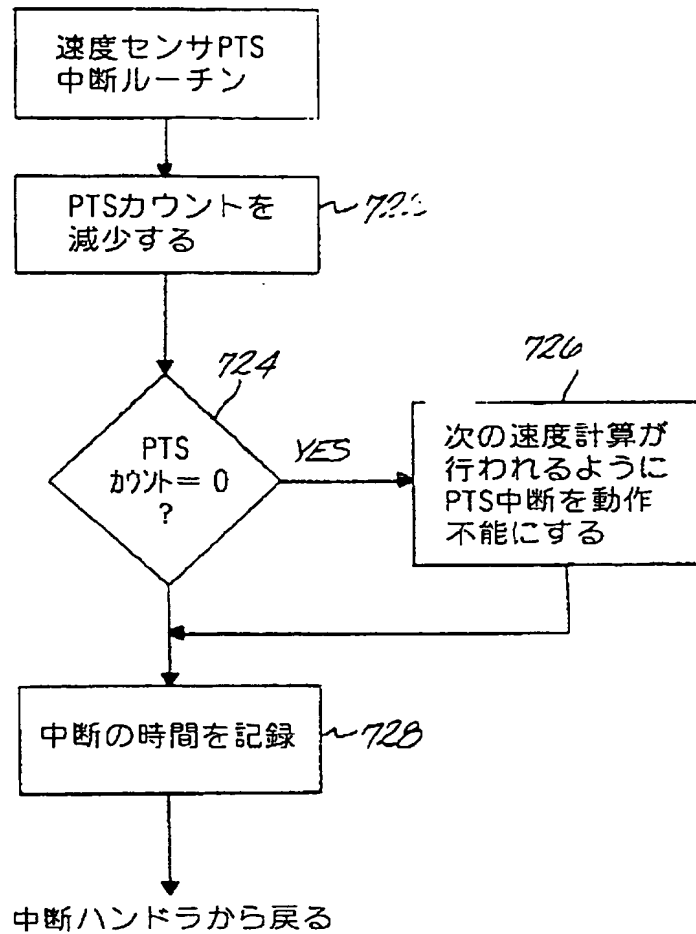 速度センサPTS
中断ルーチン
PTSカウントを
減少する
724
PTS
カウント= 0
?
YES
726
次の速度計算が
行われるように
PTS中断を動作
不能にする
中断の時間を記録
728
中断ハンドラから戻る